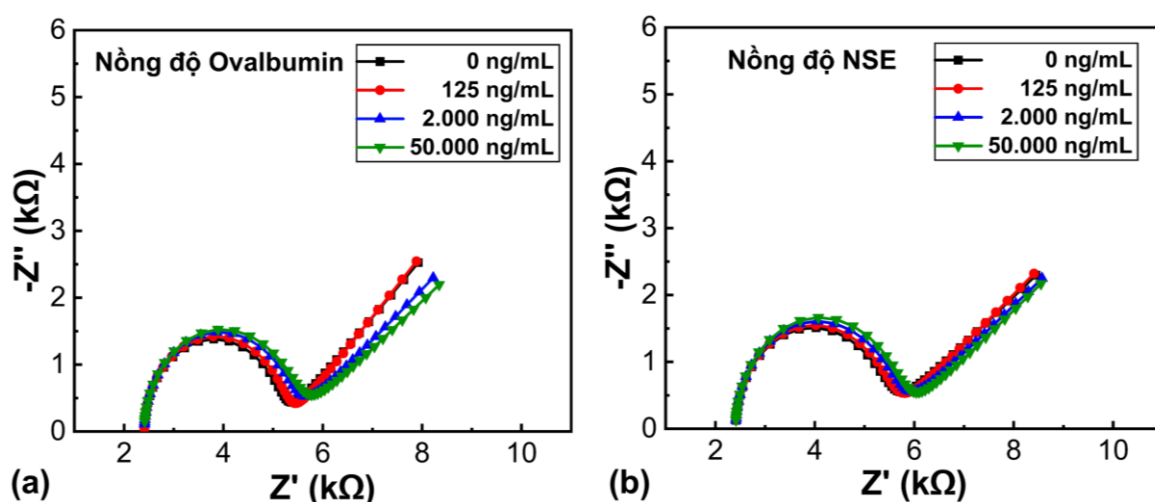 6
5
4
3
2
1
0
-Z'' (kΩ)
Nồng độ Ovalbumin
0 ng/mL
125 ng/mL
2.000 ng/mL
50.000 ng/mL
2 4 6 8 10
Z' (kΩ)
(a)
6
5
4
3
2
1
0
-Z'' (kΩ)
Nồng độ NSE
0 ng/mL
125 ng/mL
2.000 ng/mL
50.000 ng/mL
2 4 6 8 10
Z' (kΩ)
(b)